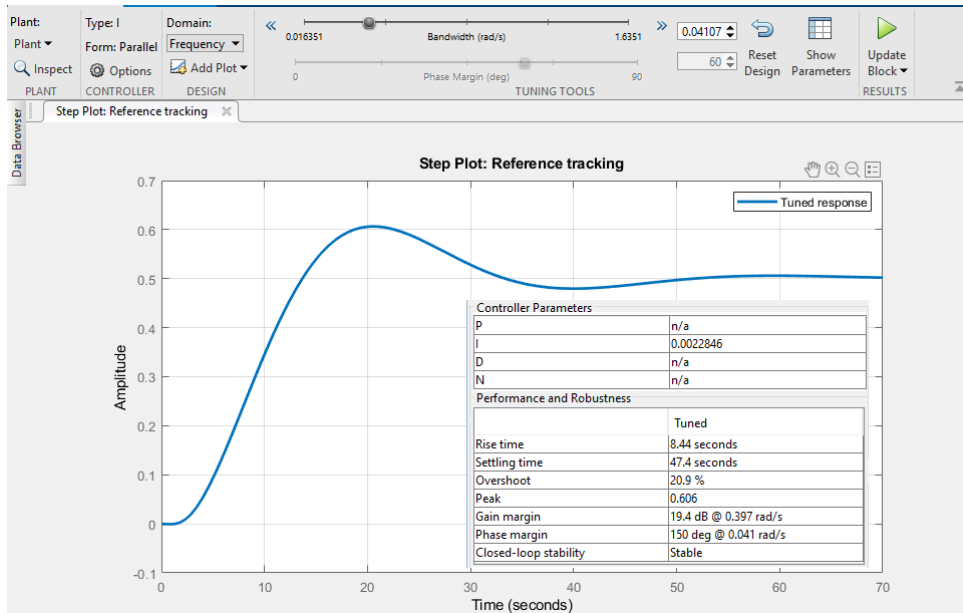 Plant:
Plant
Inspect
PLANT
Type: I
Form: Parallel
Options
CONTROLLER
Domain:
Frequency
Add Plot
DESIGN
0.016351 Bandwidth (rad/s) 1.6351
0 Phase Margin (deg) 90
TUNING TOOLS
0.04107
60
Reset
Design
Show
Parameters
Update
Block
RESULTS
Data Browser
Step Plot: Reference tracking
Step Plot: Reference tracking
Tuned response
Amplitude
0.7
0.6
0.5
0.4
0.3
0.2
0.1
0
-0.1
Controller Parameters
P n/a
I 0.0022846
D n/a
N n/a
Performance and Robustness
Tuned
Rise time 8.44 seconds
Settling time 47.4 seconds
Overshoot 20.9 %
Peak 0.606
Gain margin 19.4 dB @ 0.397 rad/s
Phase margin 150 deg @ 0.041 rad/s
Closed-loop stability Stable
0 10 20 30 40 50 60 70
Time (seconds)